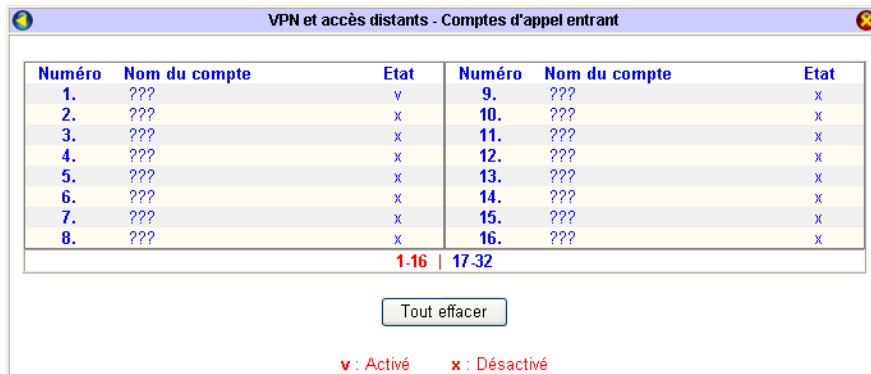 VPN et accès distants - Comptes d'appel entrant
Numéro Nom du compte Etat Numéro Nom du compte Etat
1. ??? v 9. ??? x
2. ??? x 10. ??? x
3. ??? x 11. ??? x
4. ??? x 12. ??? x
5. ??? x 13. ??? x
6. ??? x 14. ??? x
7. ??? x 15. ??? x
8. ??? x 16. ??? x
1-16 | 17-32
Tout effacer
v : Activé x : Désactivé